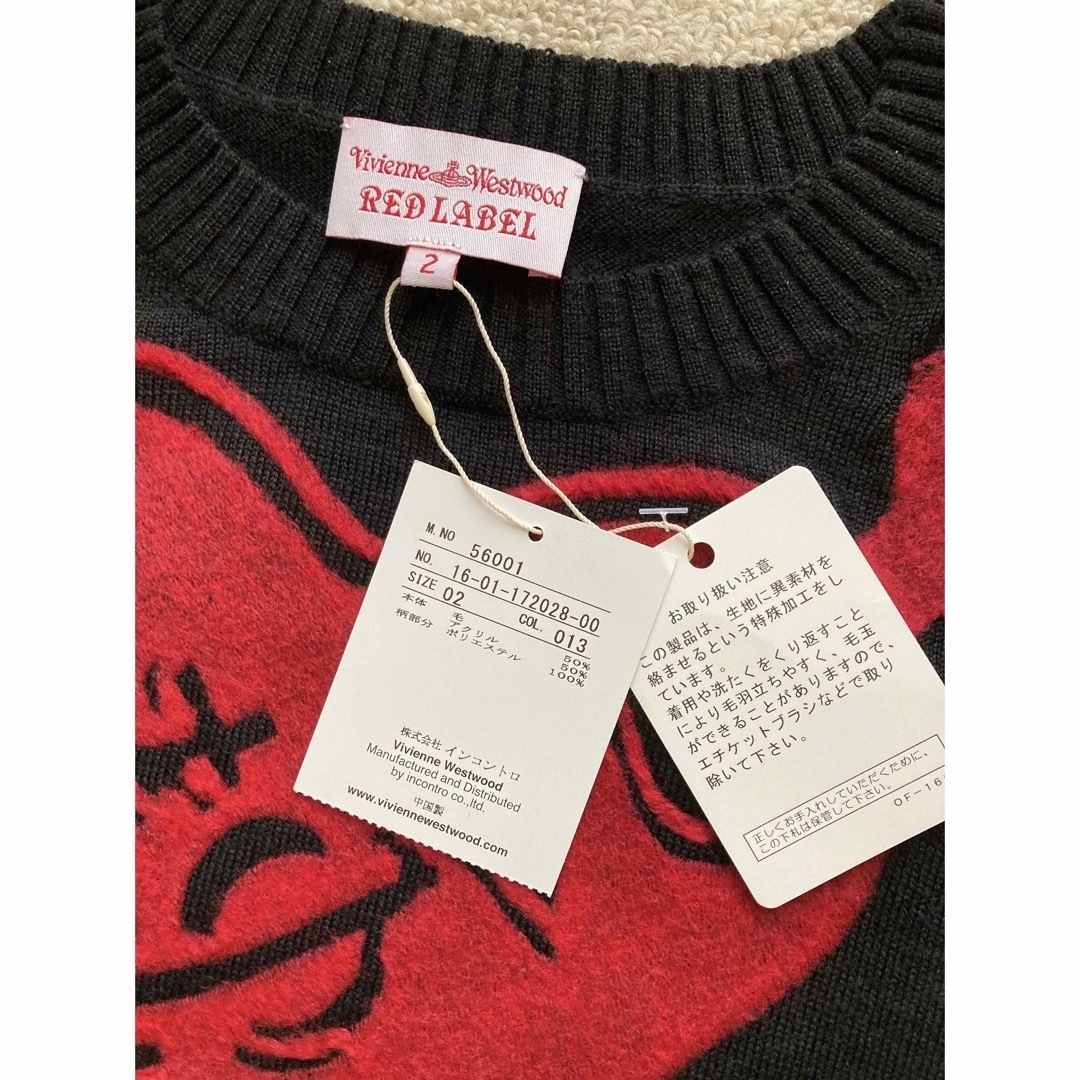 Vivienne Westwood
RED LABEL
2
M.NO 56001
NO. 16-01-172028-00
SIZE 02 COL. 013
本体 毛 50%
アクリル 50%
柄部分 ポリエステル 100%
株式会社 インコントロ
Vivienne Westwood
Manufactured and Distributed
by incontro co.,ltd.
中国製
www.viviennewestwood.com
お取り扱い注意
この製品は、生地に異素材を
絡ませるという特殊加工をし
ています。
着用や洗たくをくり返すこと
により毛羽立ちやすく、毛玉
ができることがありますので、
エチケットブラシなどで取り
除いて下さい。
正しくお手入れしていただくために、
この下札は保管して下さい。
OF-16